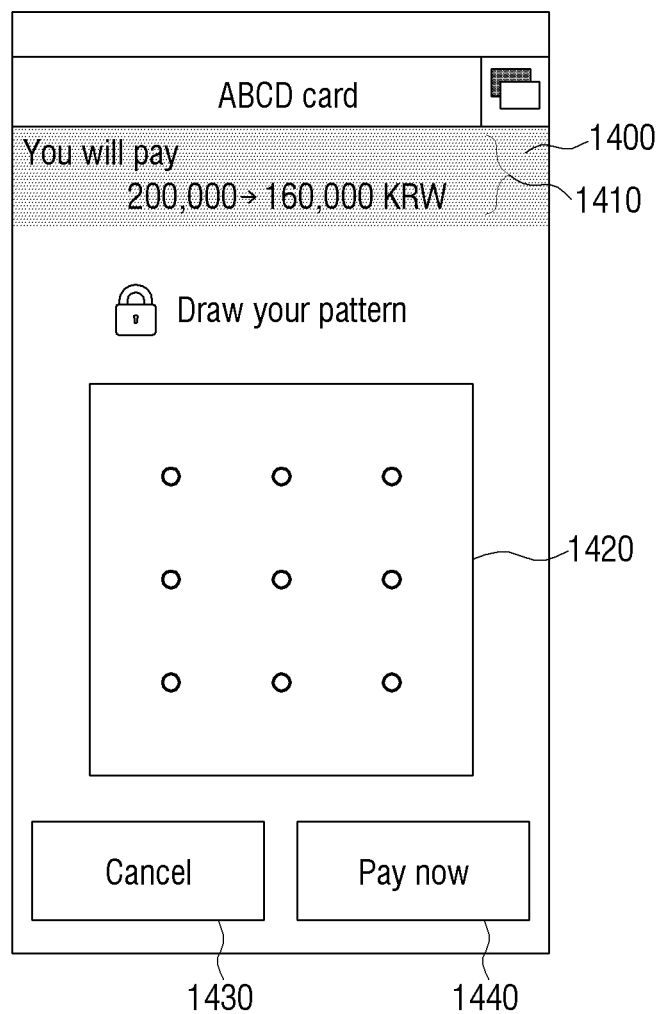 ABCD card
You will pay
200,000→160,000 KRW
1400
1410
Draw your pattern
1420
Cancel
Pay now
1430
1440